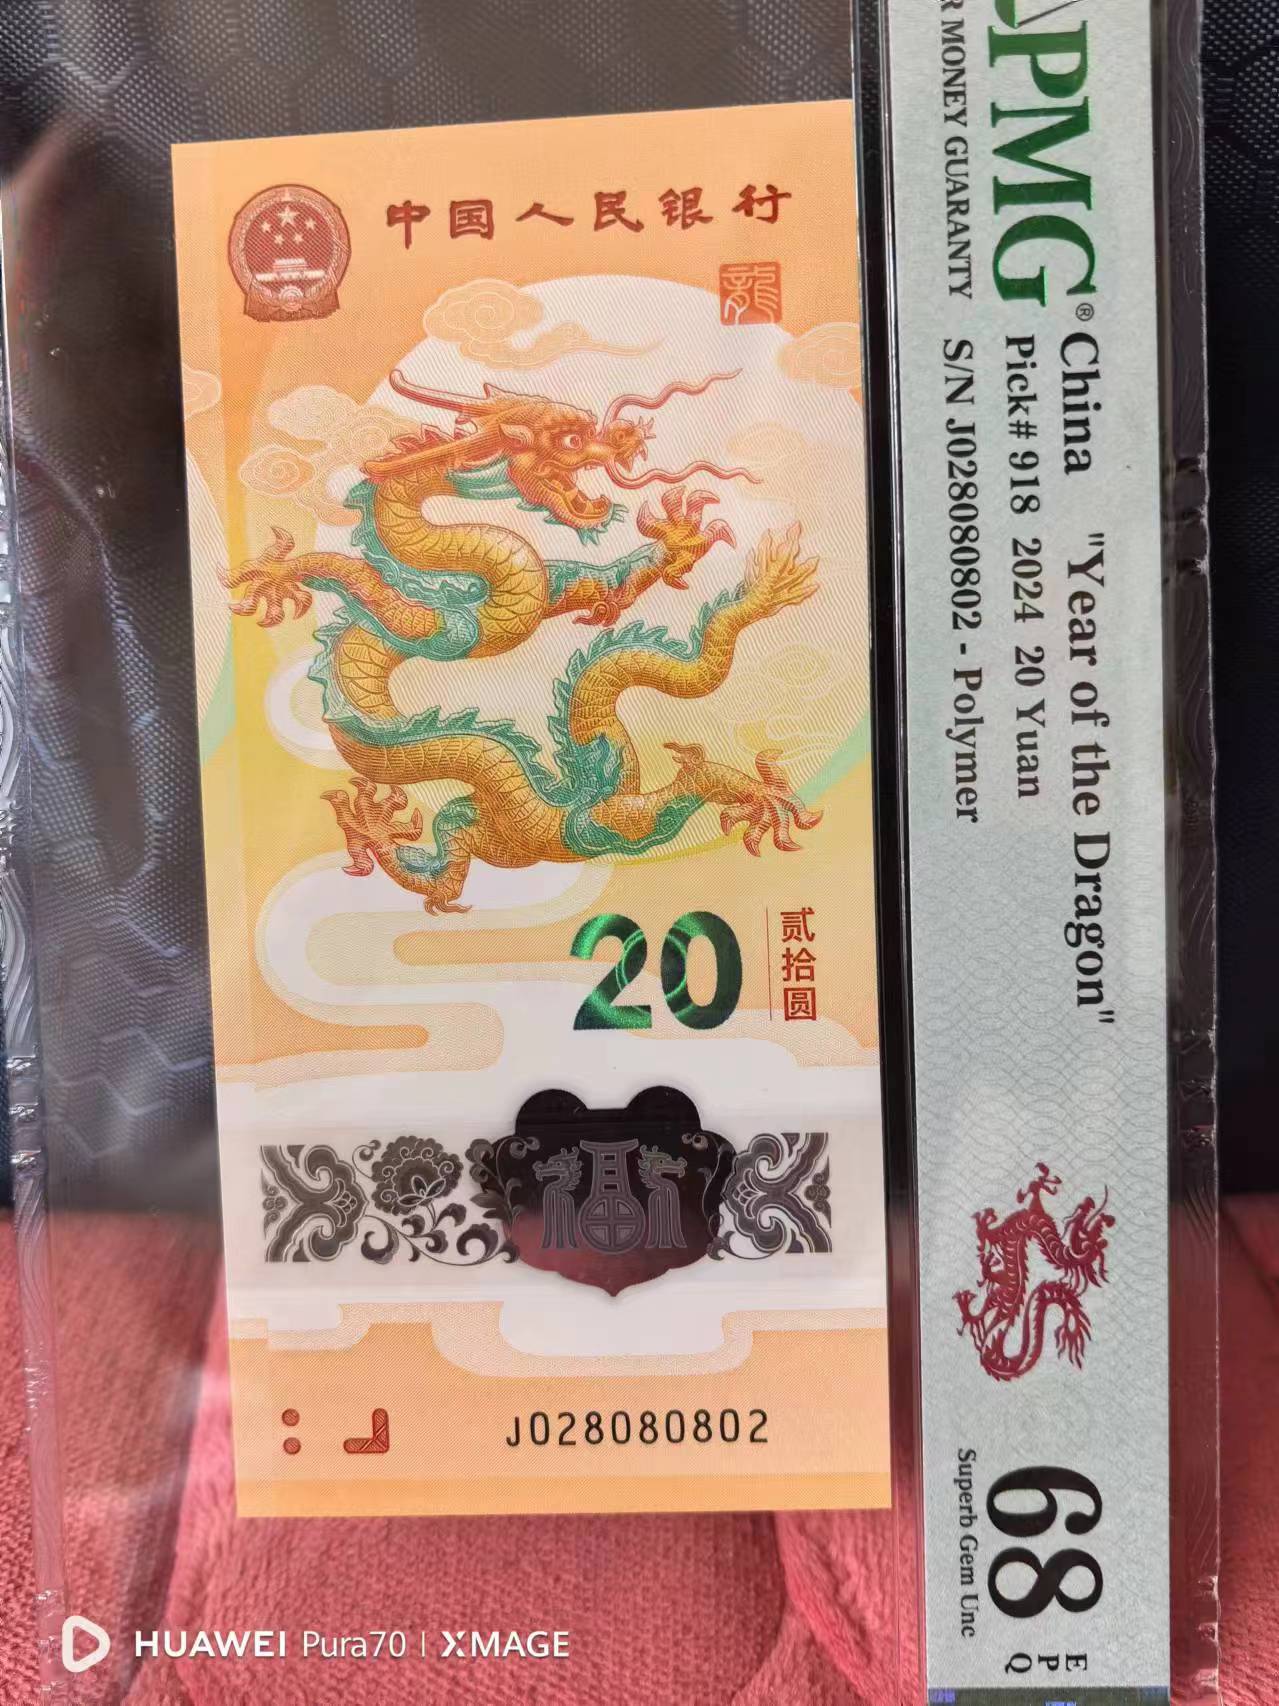 中国人民银行
龍
20
贰拾圆
J028080802
PMG
MONEY GUARANTY
China "Year of the Dragon"
Pick# 918 2024 20 Yuan
S/N J028080802 - Polymer
68 EPQ
Superb Gem Unc
HUAWEI Pura70 | XMAGE